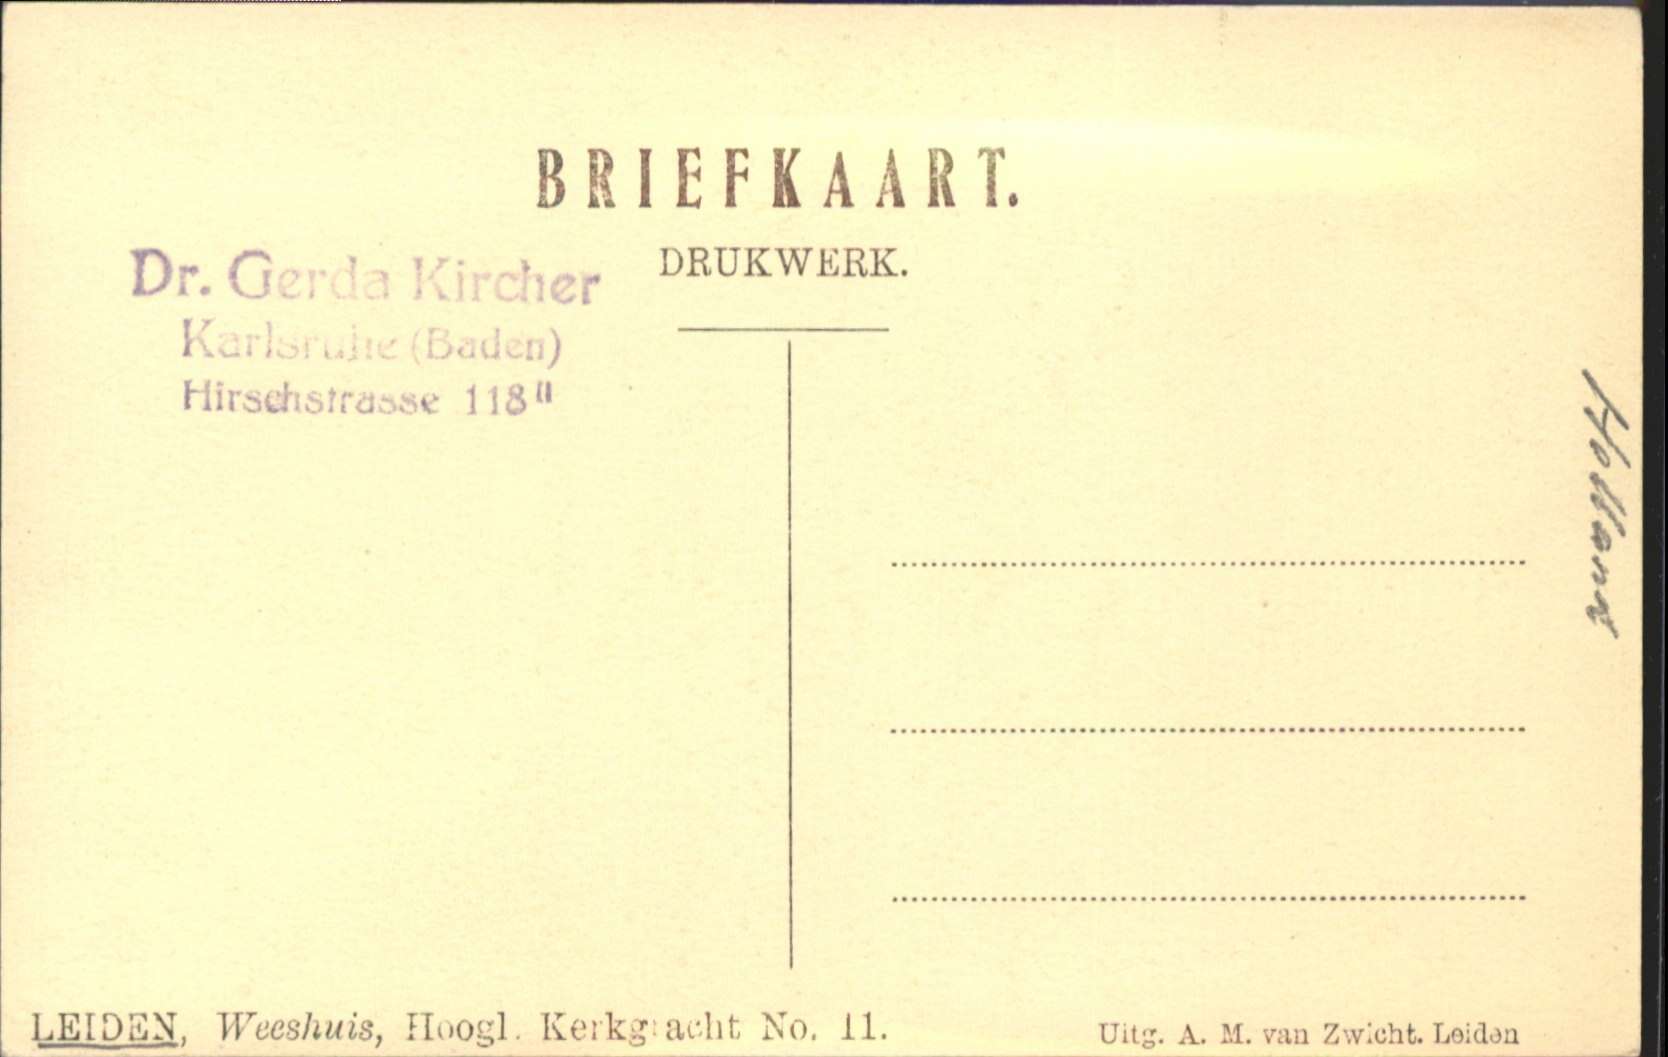 BRIEFKAART.
DRUKWERK.
Dr. Gerda Kircher
Karlsruhe (Baden)
Hirschstrasse 118 II
Holland
LEIDEN, Weeshuis, Hoogl. Kerkgracht No. 11.
Uitg. A. M. van Zwicht. Leiden